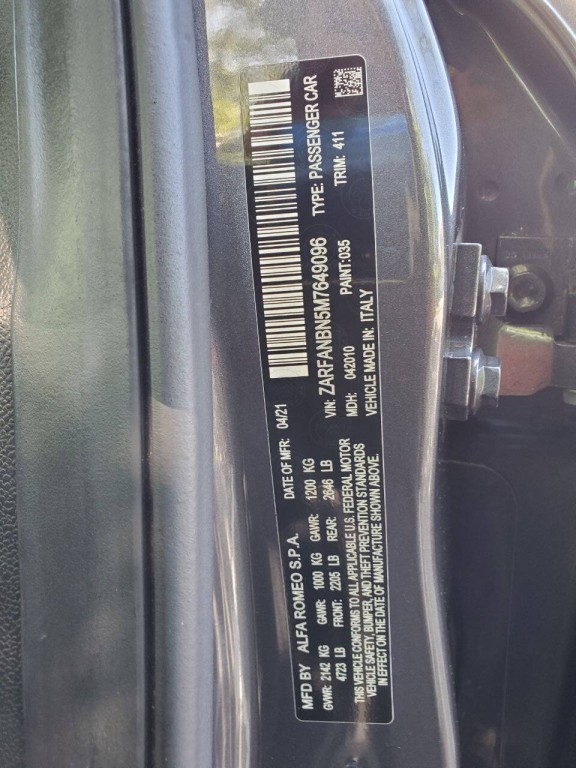 MFD BY ALFA ROMEO S.P.A. DATE OF MFR: 04/21
GVWR: 2142 KG GAWR: 1000 KG GAWR: 1200 KG
4723 LB FRONT: 2205 LB REAR: 2646 LB
THIS VEHICLE CONFORMS TO ALL APPLICABLE U.S. FEDERAL MOTOR
VEHICLE SAFETY, BUMPER, AND THEFT PREVENTION STANDARDS
IN EFFECT ON THE DATE OF MANUFACTURE SHOWN ABOVE.
VIN: ZARFANBN5M7649096 TYPE: PASSENGER CAR
MDH: 042010 PAINT:035 TRIM: 411
VEHICLE MADE IN: ITALY